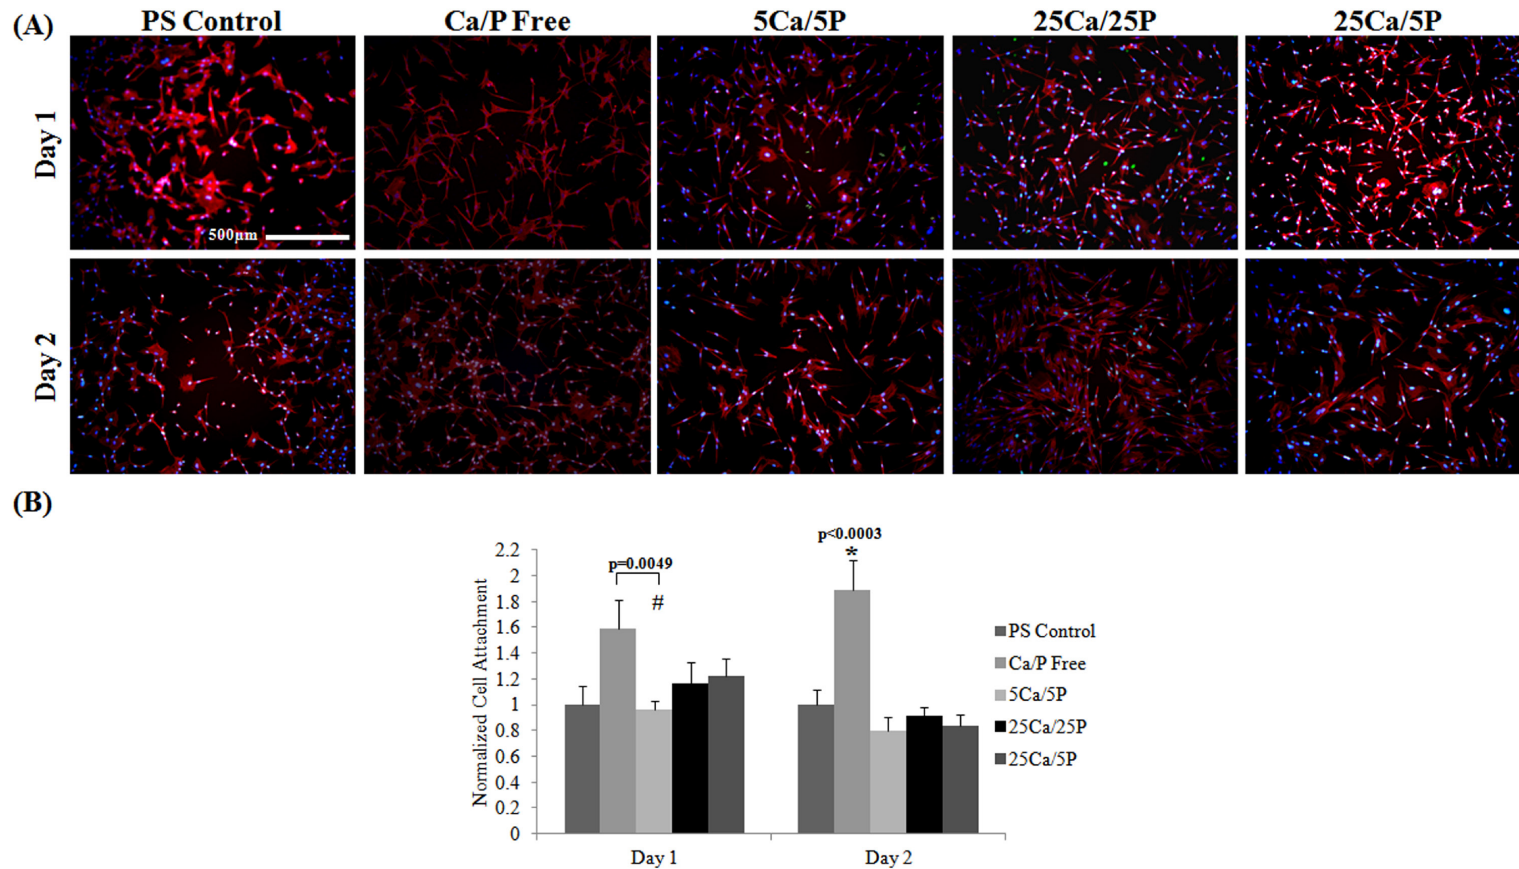 (A)
PS Control
Ca/P Free
5Ca/5P
25Ca/25P
25Ca/5P
Day 1
500µm
Day 2
(B)
Normalized Cell Attachment
2.2
2
1.8
1.6
1.4
1.2
1
0.8
0.6
0.4
0.2
0
p=0.0049
#
p<0.0003
*
Day 1
Day 2
PS Control
Ca/P Free
5Ca/5P
25Ca/25P
25Ca/5P